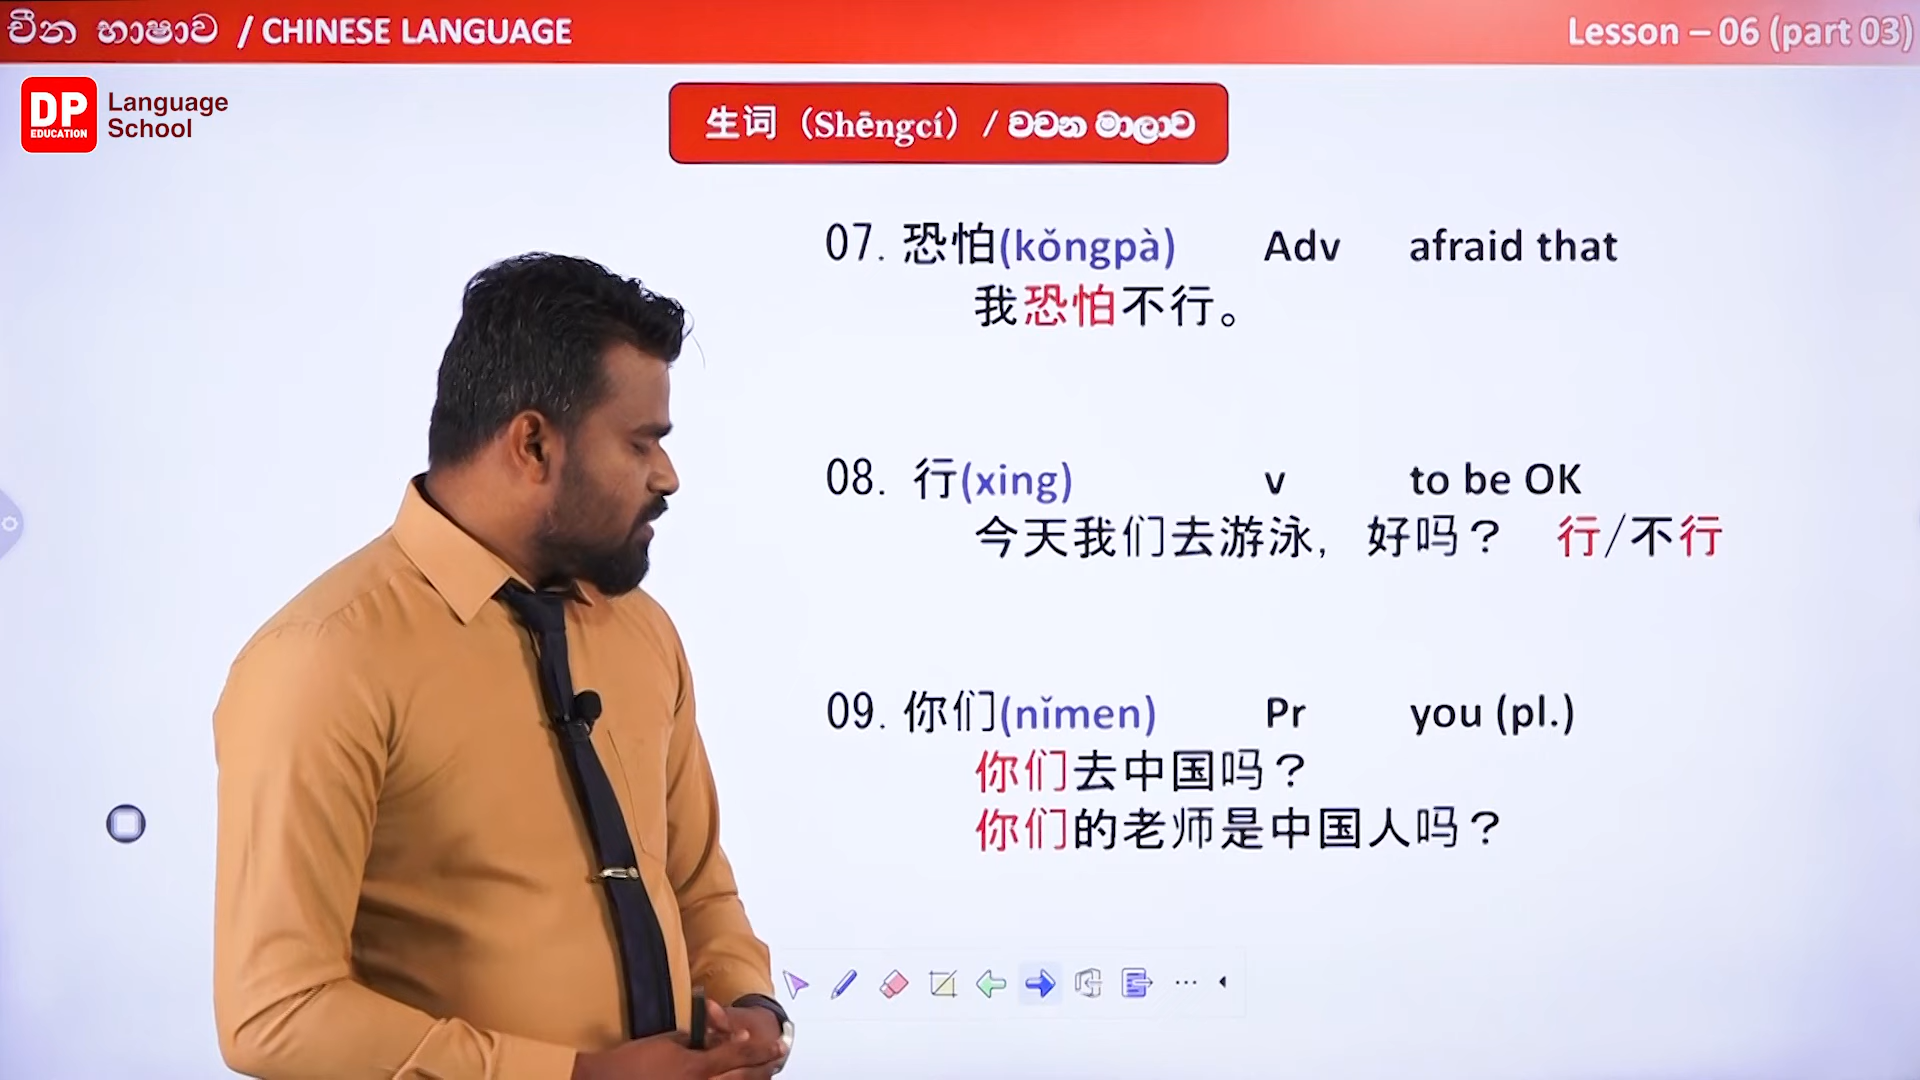 චීන භාෂාව / CHINESE LANGUAGE
Lesson – 06 (part 03)
DP
EDUCATION
Language
School
生词（Shēngcí）/ වචන මාලාව
07. 恐怕(kǒngpà) Adv afraid that
我恐怕不行。
08. 行(xing) v to be OK
今天我们去游泳，好吗？ 行/不行
09. 你们(nǐmen) Pr you (pl.)
你们去中国吗？
你们的老师是中国人吗？